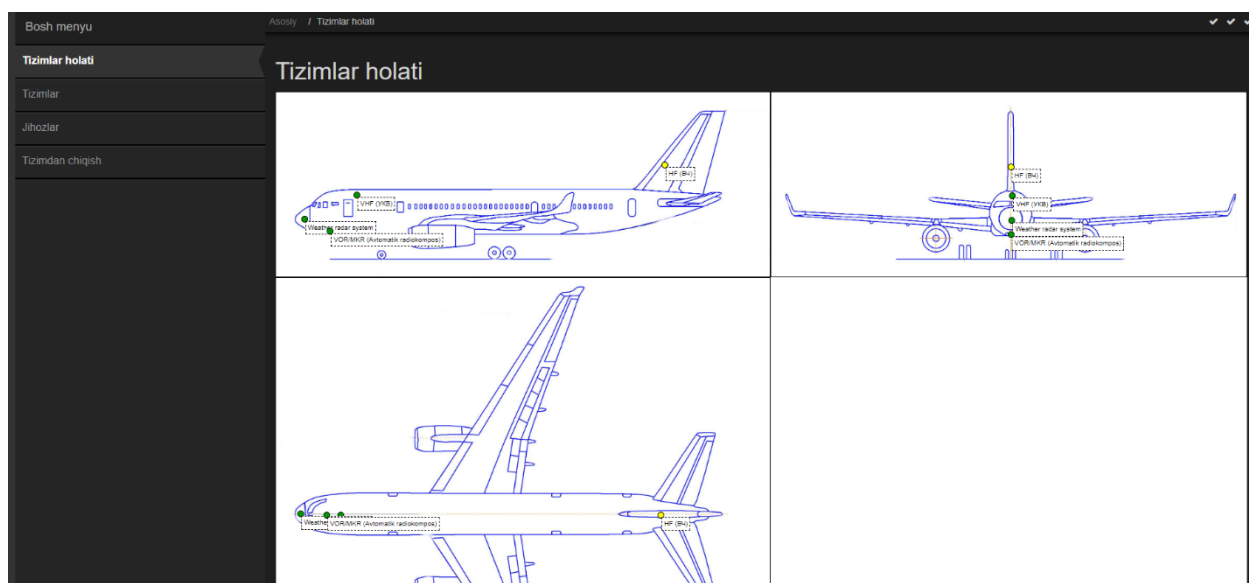 Bosh menyu
Tizimlar holati
Tizimlar
Jihozlar
Tizimdan chiqish
Asosiy / Tizimlar holati
Tizimlar holati
HF (ВЧ)
VHF (УКВ)
Weather radar system
VOR/MKR (Avtomatik radiokompos)
HF (ВЧ)
VHF (УКВ)
Weather radar system
VOR/MKR (Avtomatik radiokompos)
VOR/MKR (Avtomatik radiokompos)
HF (ВЧ)